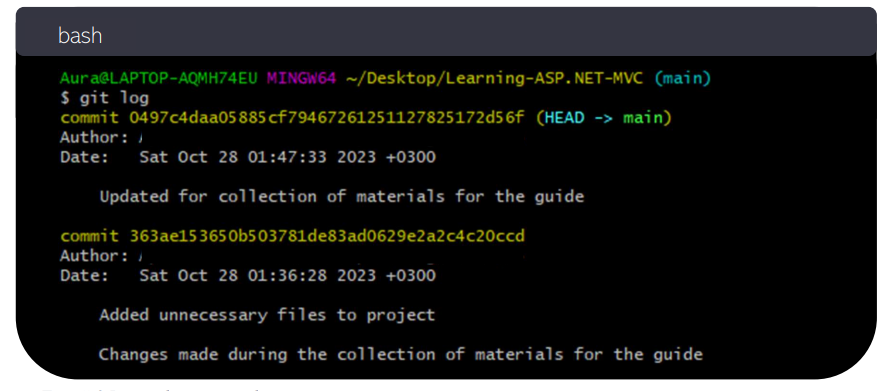 bash
Aura@LAPTOP-AQMH74EU MINGW64 ~/Desktop/Learning-ASP.NET-MVC (main)
$ git log
commit 0497c4daa05885cf79467261251127825172d56f (HEAD -> main)
Author:
Date:   Sat Oct 28 01:47:33 2023 +0300
Updated for collection of materials for the guide
commit 363ae153650b503781de83ad0629e2a2c4c20ccd
Author:
Date:   Sat Oct 28 01:36:28 2023 +0300
Added unnecessary files to project
Changes made during the collection of materials for the guide